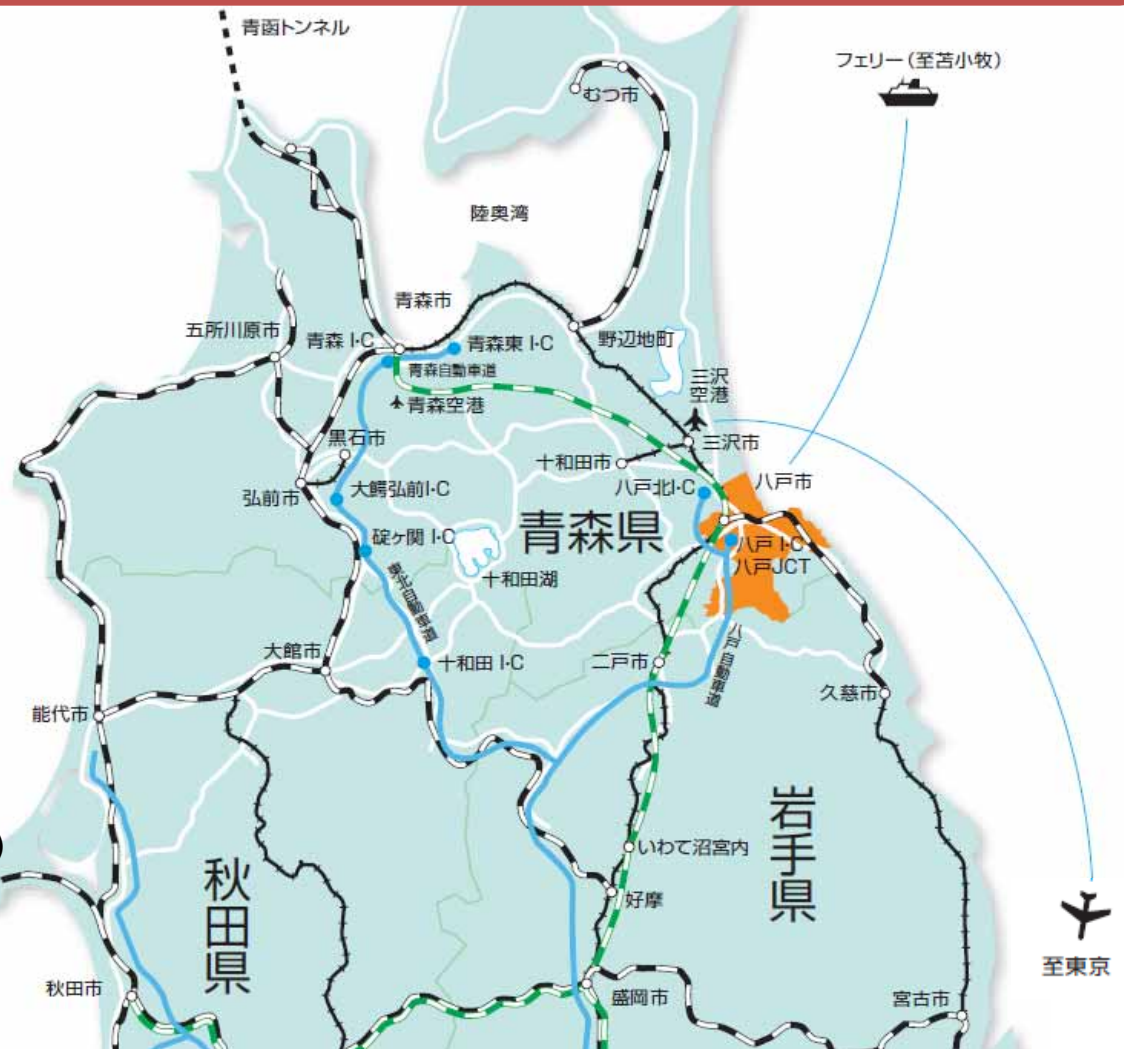 青函トンネル
フェリー（至苫小牧）
むつ市
陸奥湾
青森市
五所川原市
青森 I·C
青森東 I·C
野辺地町
青森自動車道
三沢
空港
青森空港
黒石市
三沢市
十和田市
八戸市
弘前市
大鰐弘前I·C
八戸北I·C
青森県
碇ヶ関 I·C
八戸 I·C
八戸JCT
十和田湖
東北自動車道
大館市
十和田 I·C
二戸市
八戸自動車道
久慈市
能代市
岩手県
いわて沼宮内
秋田県
好摩
至東京
秋田市
盛岡市
宮古市